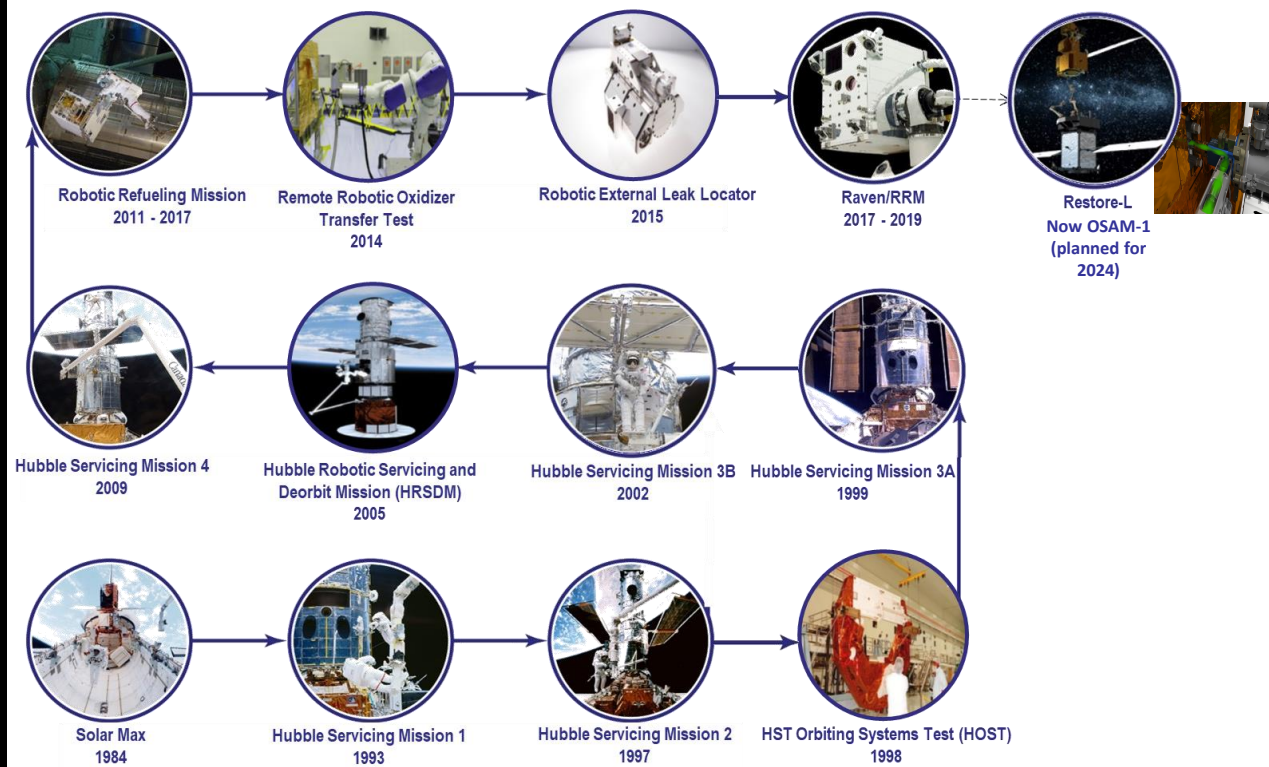 Robotic Refueling Mission
2011 - 2017
Remote Robotic Oxidizer
Transfer Test
2014
Robotic External Leak Locator
2015
Raven/RRM
2017 - 2019
Restore-L
Now OSAM-1
(planned for
2024)
Hubble Servicing Mission 4
2009
Hubble Robotic Servicing and
Deorbit Mission (HRSDM)
2005
Hubble Servicing Mission 3B
2002
Hubble Servicing Mission 3A
1999
Solar Max
1984
Hubble Servicing Mission 1
1993
Hubble Servicing Mission 2
1997
HST Orbiting Systems Test (HOST)
1998
Canada